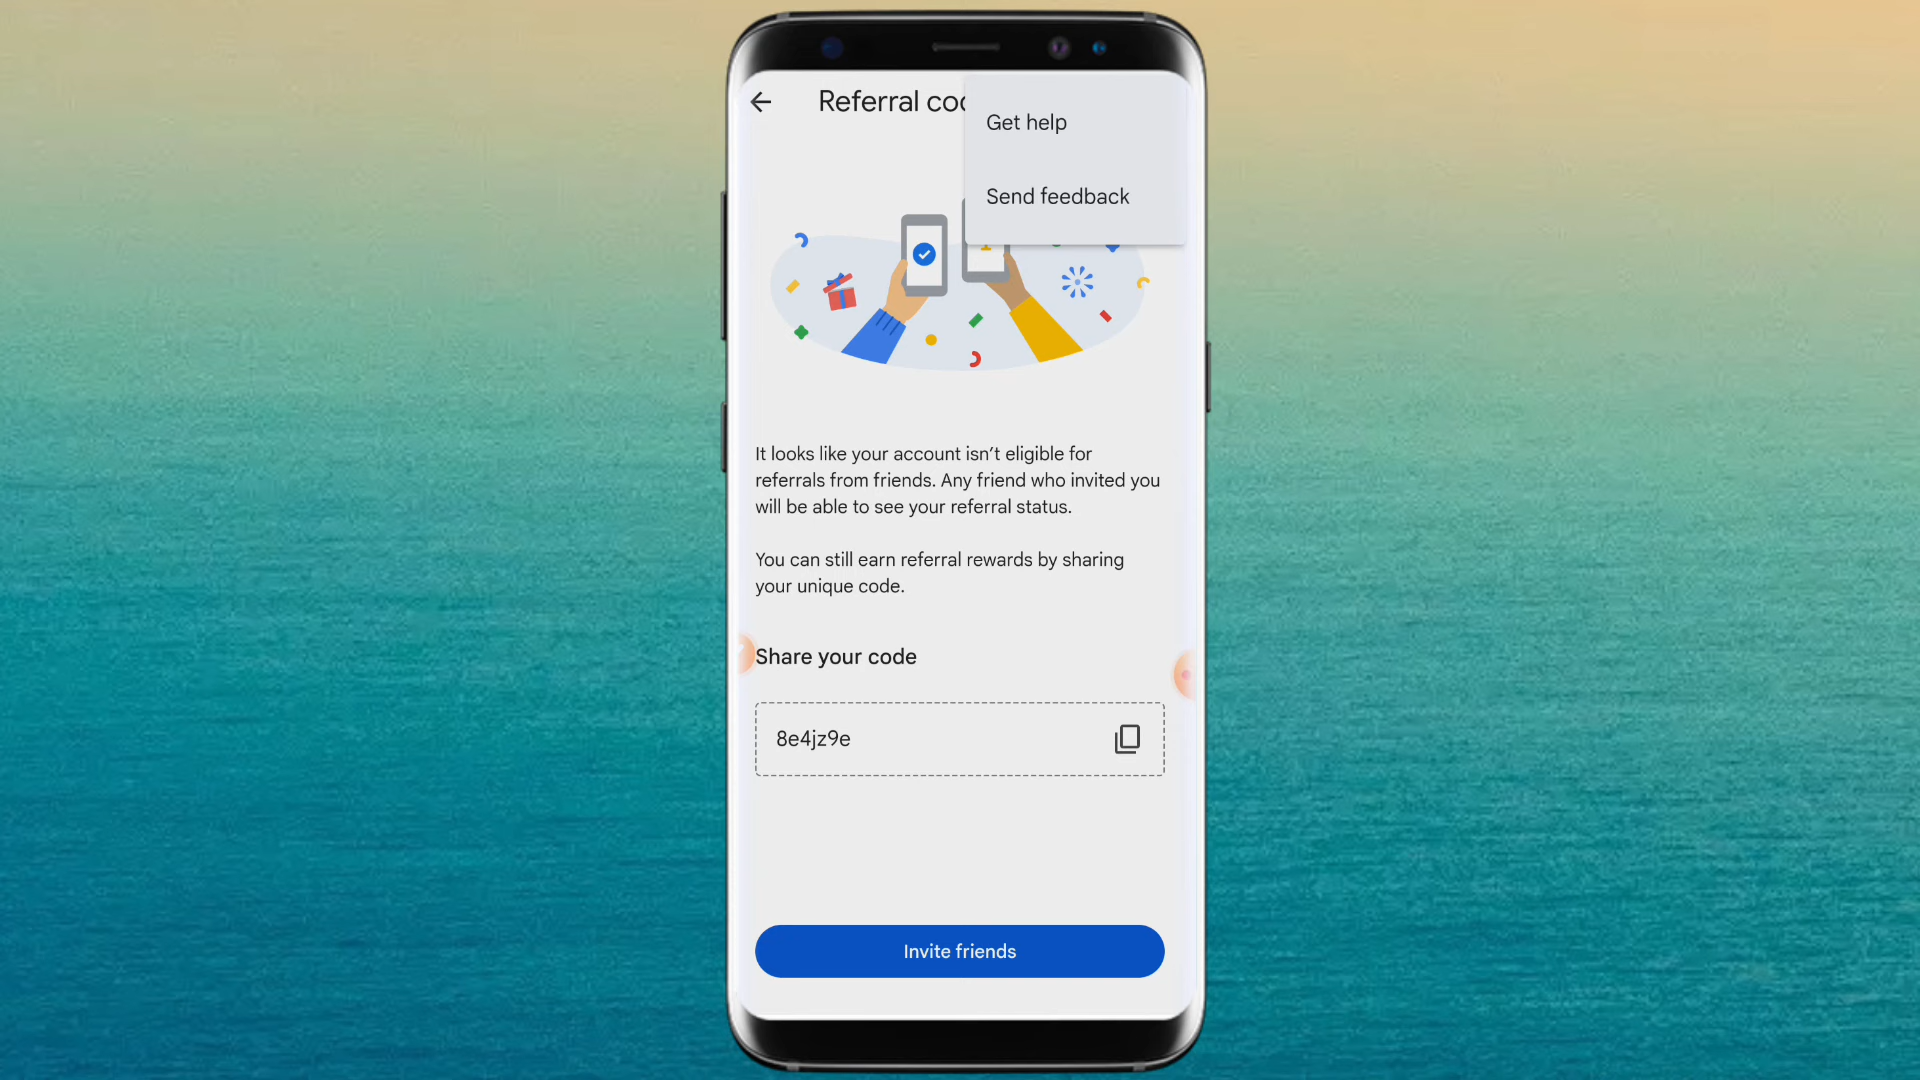 Referral co
Get help
Send feedback
It looks like your account isn't eligible for
referrals from friends. Any friend who invited you
will be able to see your referral status.
You can still earn referral rewards by sharing
your unique code.
Share your code
8e4jz9e
Invite friends